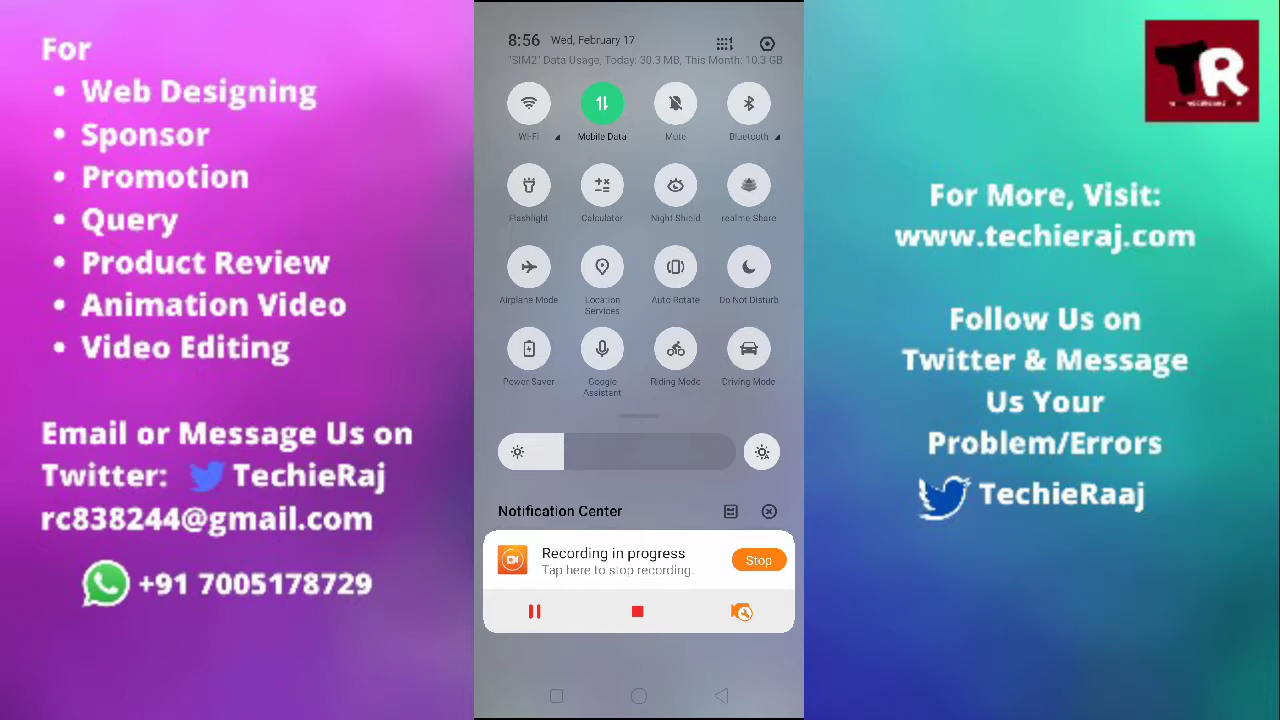 For
• Web Designing
• Sponsor
• Promotion
• Query
• Product Review
• Animation Video
• Video Editing
Email or Message Us on
Twitter: TechieRaj
rc838244@gmail.com
+91 7005178729
8:56 Wed, February 17
"SIM2" Data Usage, Today: 30.3 MB, This Month: 10.3 GB
Wi-Fi Mobile Data Mute Bluetooth
Flashlight Calculator Night Shield realme Share
Airplane Mode Location Services Auto Rotate Do Not Disturb
Power Saver Google Assistant Riding Mode Driving Mode
Notification Center
Recording in progress
Tap here to stop recording.
Stop
TR
For More, Visit:
www.techieraj.com
Follow Us on
Twitter & Message
Us Your
Problem/Errors
TechieRaaj